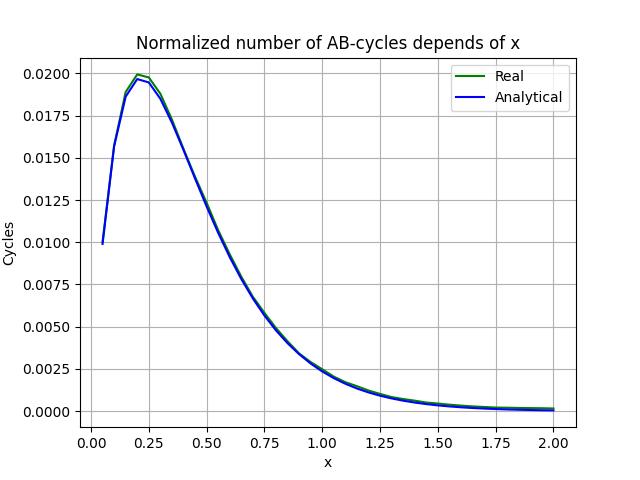 Normalized number of AB-cycles depends of x
Real
Analytical
Cycles
0.0200
0.0175
0.0150
0.0125
0.0100
0.0075
0.0050
0.0025
0.0000
0.00 0.25 0.50 0.75 1.00 1.25 1.50 1.75 2.00
x